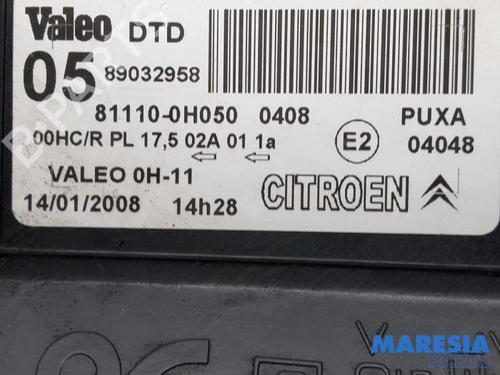 Valeo DTD
05 89032958
81110-0H050 0408 PUXA
00HC/R PL 17,5 02A 01 1a E2 04048
VALEO 0H-11 CITROEN
14/01/2008 14h28
MARESIA